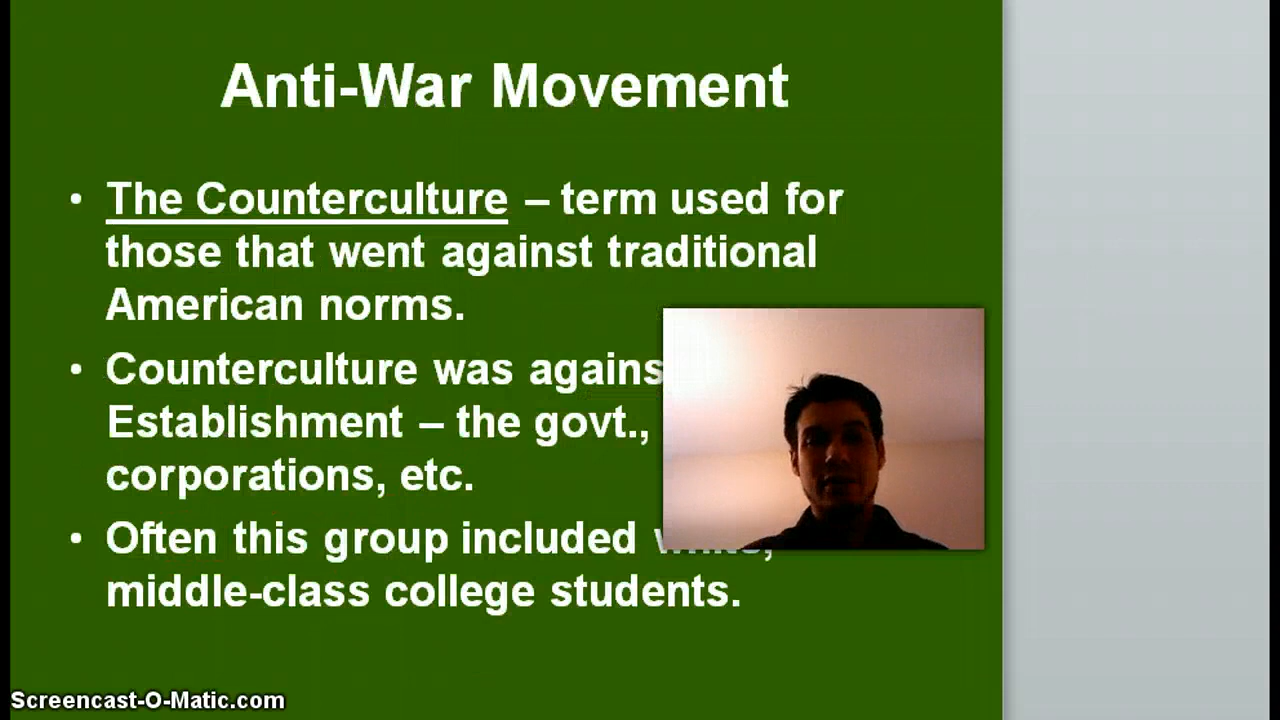 Anti-War Movement
• The Counterculture – term used for
those that went against traditional
American norms.
• Counterculture was agains
Establishment – the govt.,
corporations, etc.
• Often this group included
middle-class college students.
Screencast-O-Matic.com